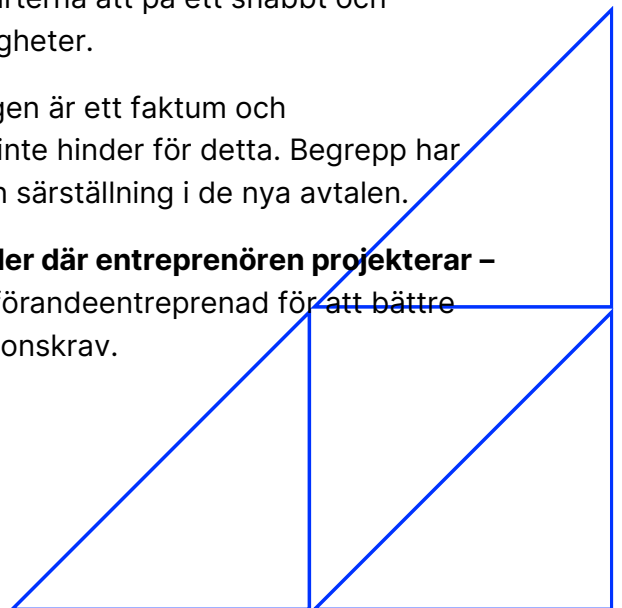 att på ett snabbt och
gheter.
gen är ett faktum och
inte hinder för detta. Begrepp har
n särställning i de nya avtalen.
ler där entreprenören projekterar –
förandeentreprenad för att bättre
onskrav.